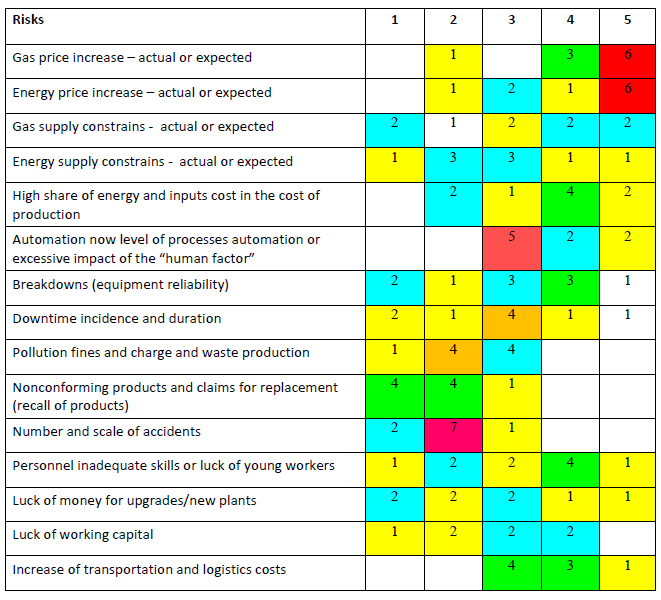 Risks 1 2 3 4 5
Gas price increase – actual or expected 1 3 6
Energy price increase – actual or expected 1 2 1 6
Gas supply constrains -  actual or expected 2 1 2 2 2
Energy supply constrains -  actual or expected 1 3 3 1 1
High share of energy and inputs cost in the cost of 2 1 4 2
production
Automation now level of processes automation or 5 2 2
excessive impact of the “human factor”
Breakdowns (equipment reliability) 2 1 3 3 1
Downtime incidence and duration 2 1 4 1 1
Pollution fines and charge and waste production 1 4 4
Nonconforming products and claims for replacement 4 4 1
(recall of products)
Number and scale of accidents 2 7 1
Personnel inadequate skills or luck of young workers 1 2 2 4 1
Luck of money for upgrades/new plants 2 2 2 1 1
Luck of working capital 1 2 2 2
Increase of transportation and logistics costs 4 3 1